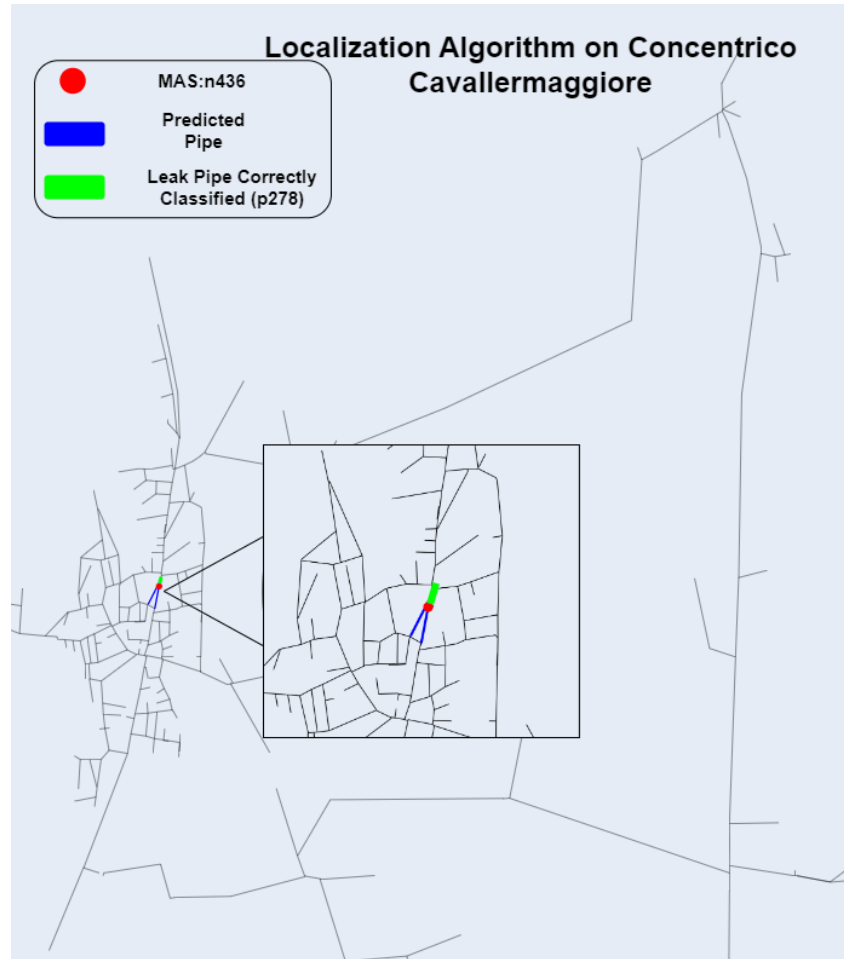 Localization Algorithm on Concentrico
Cavallermaggiore
MAS:n436
Predicted
Pipe
Leak Pipe Correctly
Classified (p278)